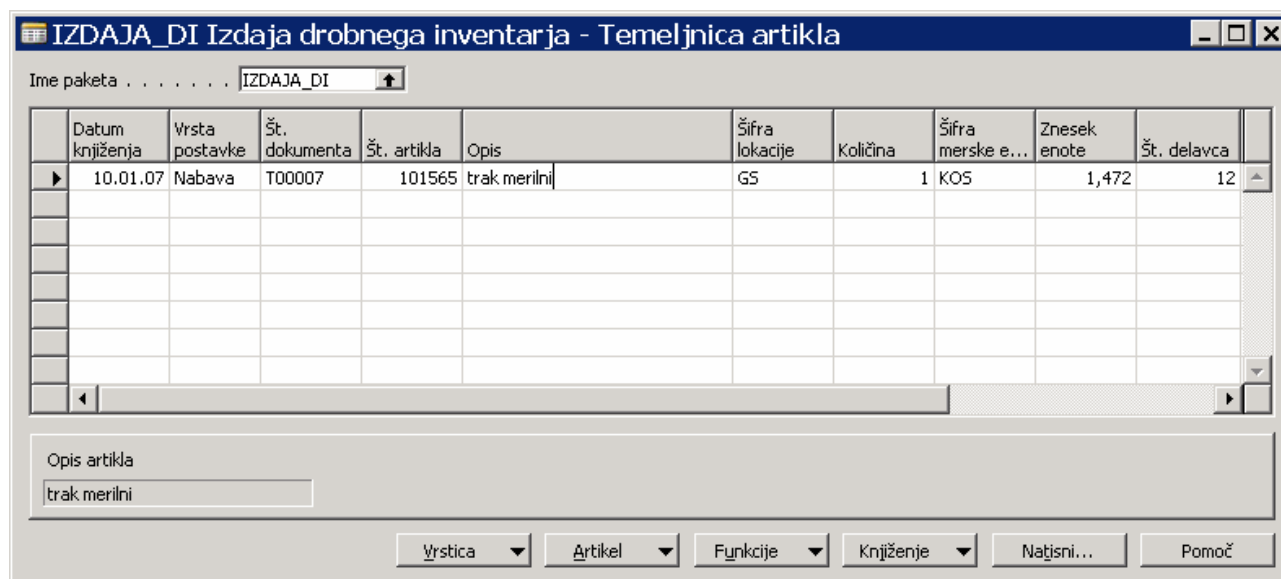 IZDAJA_DI Izdaja drobnega inventarja - Temeljnica artikla
Ime paketa . . . . . . . IZDAJA_DI
Datum knjiženja Vrsta postavke Št. dokumenta Št. artikla Opis Šifra lokacije Količina Šifra merske e... Znesek enote Št. delavca
10.01.07 Nabava T00007 101565 trak merilni GS 1 KOS 1,472 12
Opis artikla
trak merilni
Vrstica Artikel Funkcije Knjiženje Natisni... Pomoč